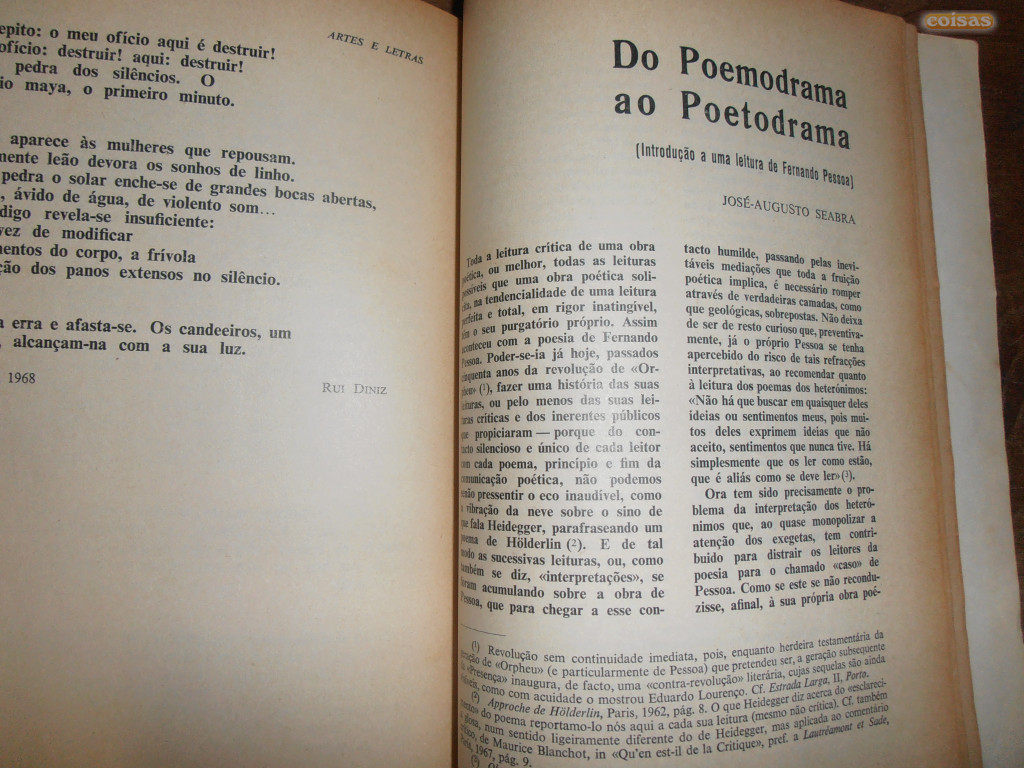 epito: o meu ofício aqui é destruir!
ofício: destruir! aqui: destruir!
pedra dos silêncios. O
io maya, o primeiro minuto.
aparece às mulheres que repousam.
mente leão devora os sonhos de linho.
pedra o solar enche-se de grandes bocas abertas,
, ávido de água, de violento som...
digo revela-se insuficiente:
vez de modificar
mentos do corpo, a frívola
ção dos panos extensos no silêncio.
a erra e afasta-se. Os candeeiros, um
, alcançam-na com a sua luz.
1968
RUI DINIZ
ARTES E LETRAS
coisas
Do Poemodrama
ao Poetodrama
(Introdução a uma leitura de Fernando Pessoa)
JOSÉ-AUGUSTO SEABRA
Toda a leitura crítica de uma obra
poética, ou melhor, todas as leituras
possíveis que uma obra poética soli-
cita, na tendencialidade de uma leitura
perfeita e total, em rigor inatingível,
têm o seu purgatório próprio. Assim
aconteceu com a poesia de Fernando
Pessoa. Poder-se-ia já hoje, passados
cinquenta anos da revolução de «Or-
pheu» (¹), fazer uma história das suas
leituras, ou pelo menos das suas lei-
turas críticas e dos inerentes públicos
que propiciaram — porque do con-
tacto silencioso e único de cada leitor
com cada poema, princípio e fim da
comunicação poética, não podemos
senão pressentir o eco inaudível, como
a vibração da neve sobre o sino de
que fala Heidegger, parafraseando um
poema de Hölderlin (²). E de tal
modo as sucessivas leituras, ou, como
também se diz, «interpretações», se
foram acumulando sobre a obra de
Pessoa, que para chegar a esse con-
tacto humilde, passando pelas inevi-
táveis mediações que toda a fruição
poética implica, é necessário romper
através de verdadeiras camadas, como
que geológicas, sobrepostas. Não deixa
de ser de resto curioso que, preventiva-
mente, já o próprio Pessoa se tenha
apercebido do risco de tais refracções
interpretativas, ao recomendar quanto
à leitura dos poemas dos heterónimos:
«Não há que buscar em quaisquer deles
ideias ou sentimentos meus, pois mui-
tos deles exprimem ideias que não
aceito, sentimentos que nunca tive. Há
simplesmente que os ler como estão,
que é aliás como se deve ler» (³).
Ora tem sido precisamente o pro-
blema da interpretação dos heteró-
nimos que, ao quase monopolizar a
atenção dos exegetas, tem contri-
buido para distrair os leitores da
poesia para o chamado «caso» de
Pessoa. Como se este se não recondu-
zisse, afinal, à sua própria obra poé-
(¹) Revolução sem continuidade imediata, pois, enquanto herdeira testamentária da
geração de «Orpheu» (e particularmente de Pessoa) que pretendeu ser, a geração subsequente
da «Presença» inaugura, de facto, uma «contra-revolução» literária, cujas sequelas são ainda
como com acuidade o mostrou Eduardo Lourenço. Cf. Estrada Larga, II, Porto.
(²) Approche de Hölderlin, Paris, 1962, pág. 8. O que Heidegger diz acerca do «esclareci-
mento» do poema reportamo-lo nós aqui a cada sua leitura (mesmo não crítica). Cf. também
a glosa, num sentido ligeiramente diferente do de Heidegger, mas aplicada ao comentário
crítico, de Maurice Blanchot, in «Qu'en est-il de la Critique», pref. a Lautréamont et Sade,
Paris, 1967, pág. 9.
(³)